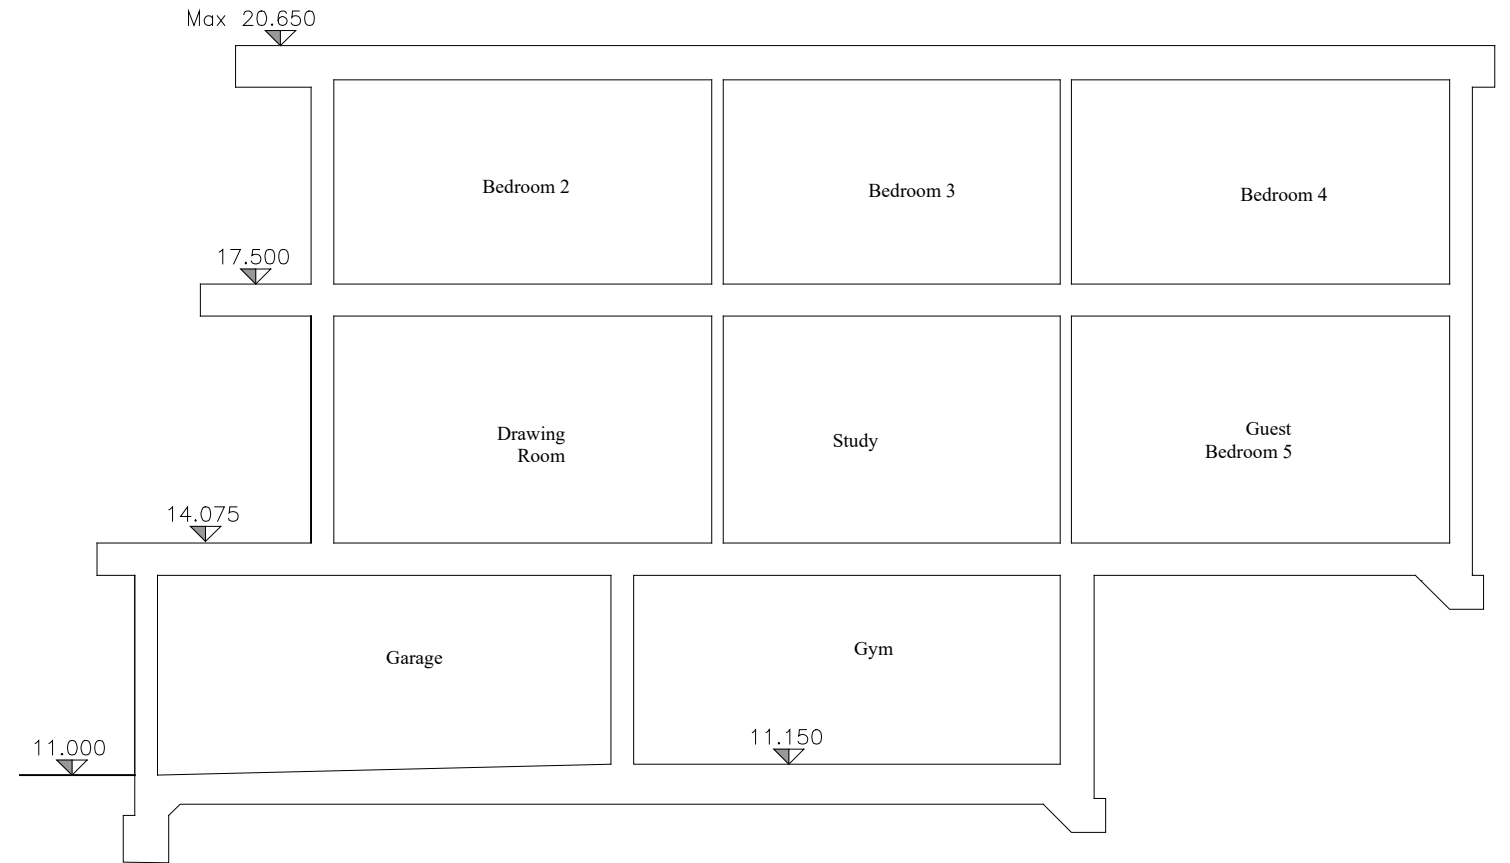 Max 20.650
Bedroom 2
Bedroom 3
Bedroom 4
17.500
Drawing
Room
Study
Guest
Bedroom 5
14.075
Garage
Gym
11.000
11.150